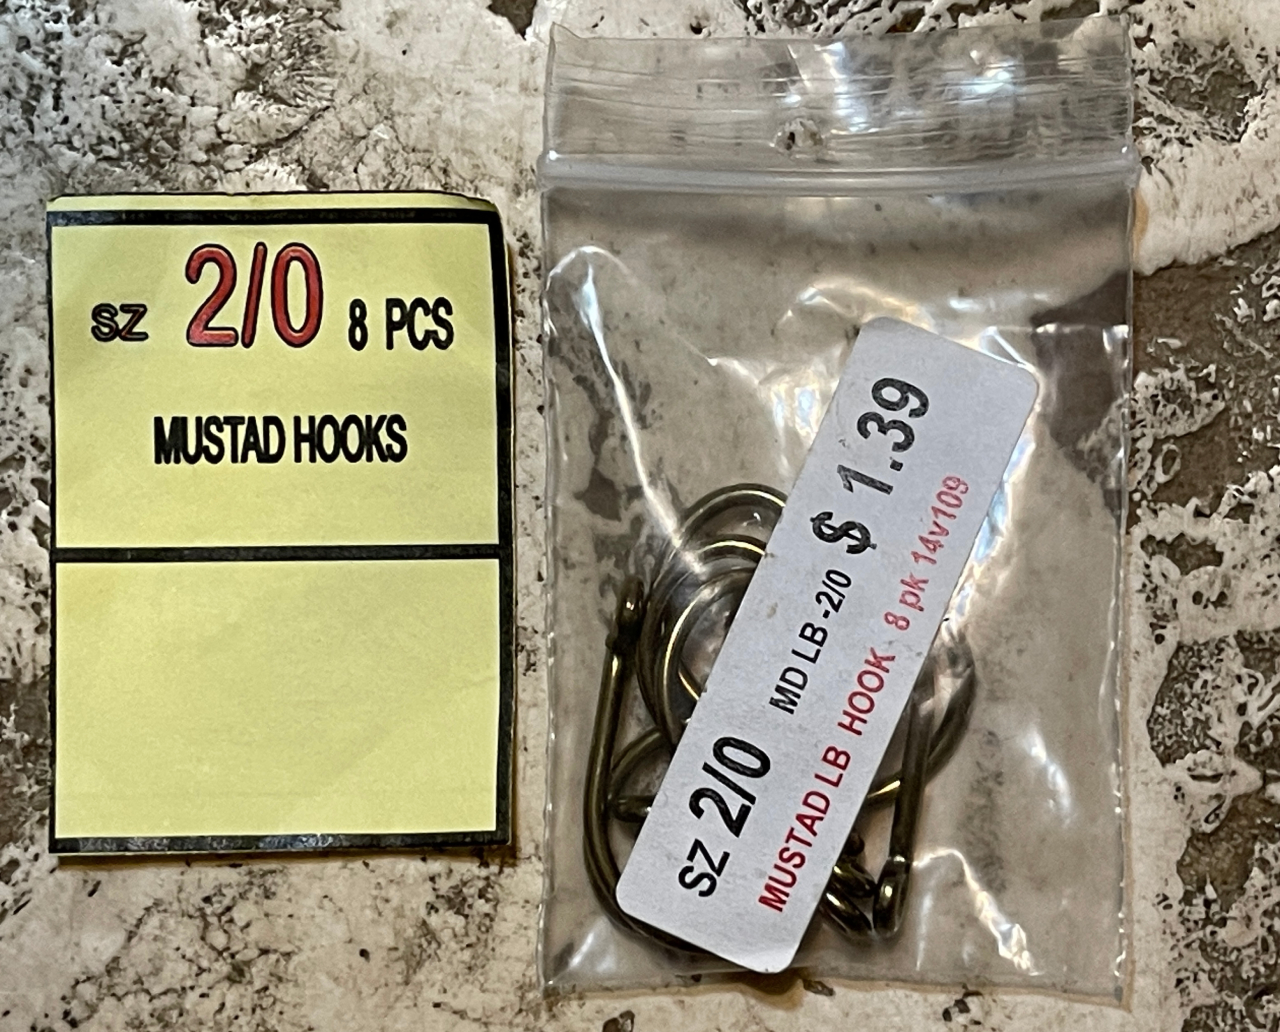 SZ 2/0 8 PCS
MUSTAD HOOKS
SZ 2/0 MD LB -2/0 $ 1.39
MUSTAD LB HOOK 8 pk 14v109